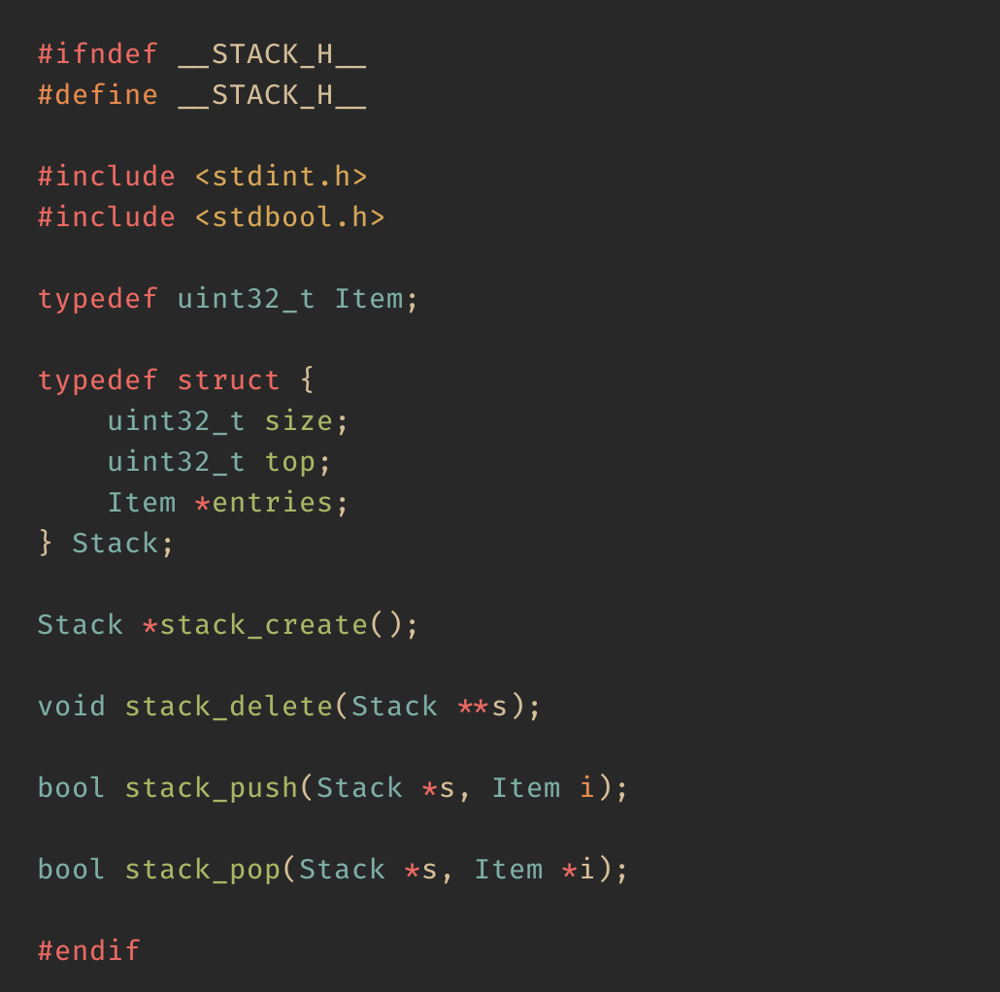 #ifndef __STACK_H__
#define __STACK_H__
#include <stdint.h>
#include <stdbool.h>
typedef uint32_t Item;
typedef struct {
    uint32_t size;
    uint32_t top;
    Item *entries;
} Stack;
Stack *stack_create();
void stack_delete(Stack **s);
bool stack_push(Stack *s, Item i);
bool stack_pop(Stack *s, Item *i);
#endif